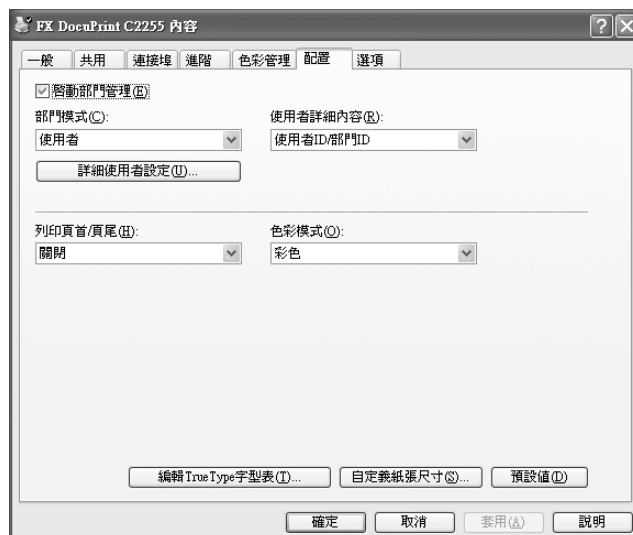 FX DocuPrint C2255 內容
一般 共用 連接埠 進階 色彩管理 配置 選項
啟動部門管理(E)
部門模式(C): 使用者詳細內容(R):
使用者 使用者ID/部門ID
詳細使用者設定(U)...
列印頁首/頁尾(H): 色彩模式(O):
關閉 彩色
編輯TrueType字型表(T)... 自定義紙張尺寸(S)... 預設值(D)
確定 取消 套用(A) 說明